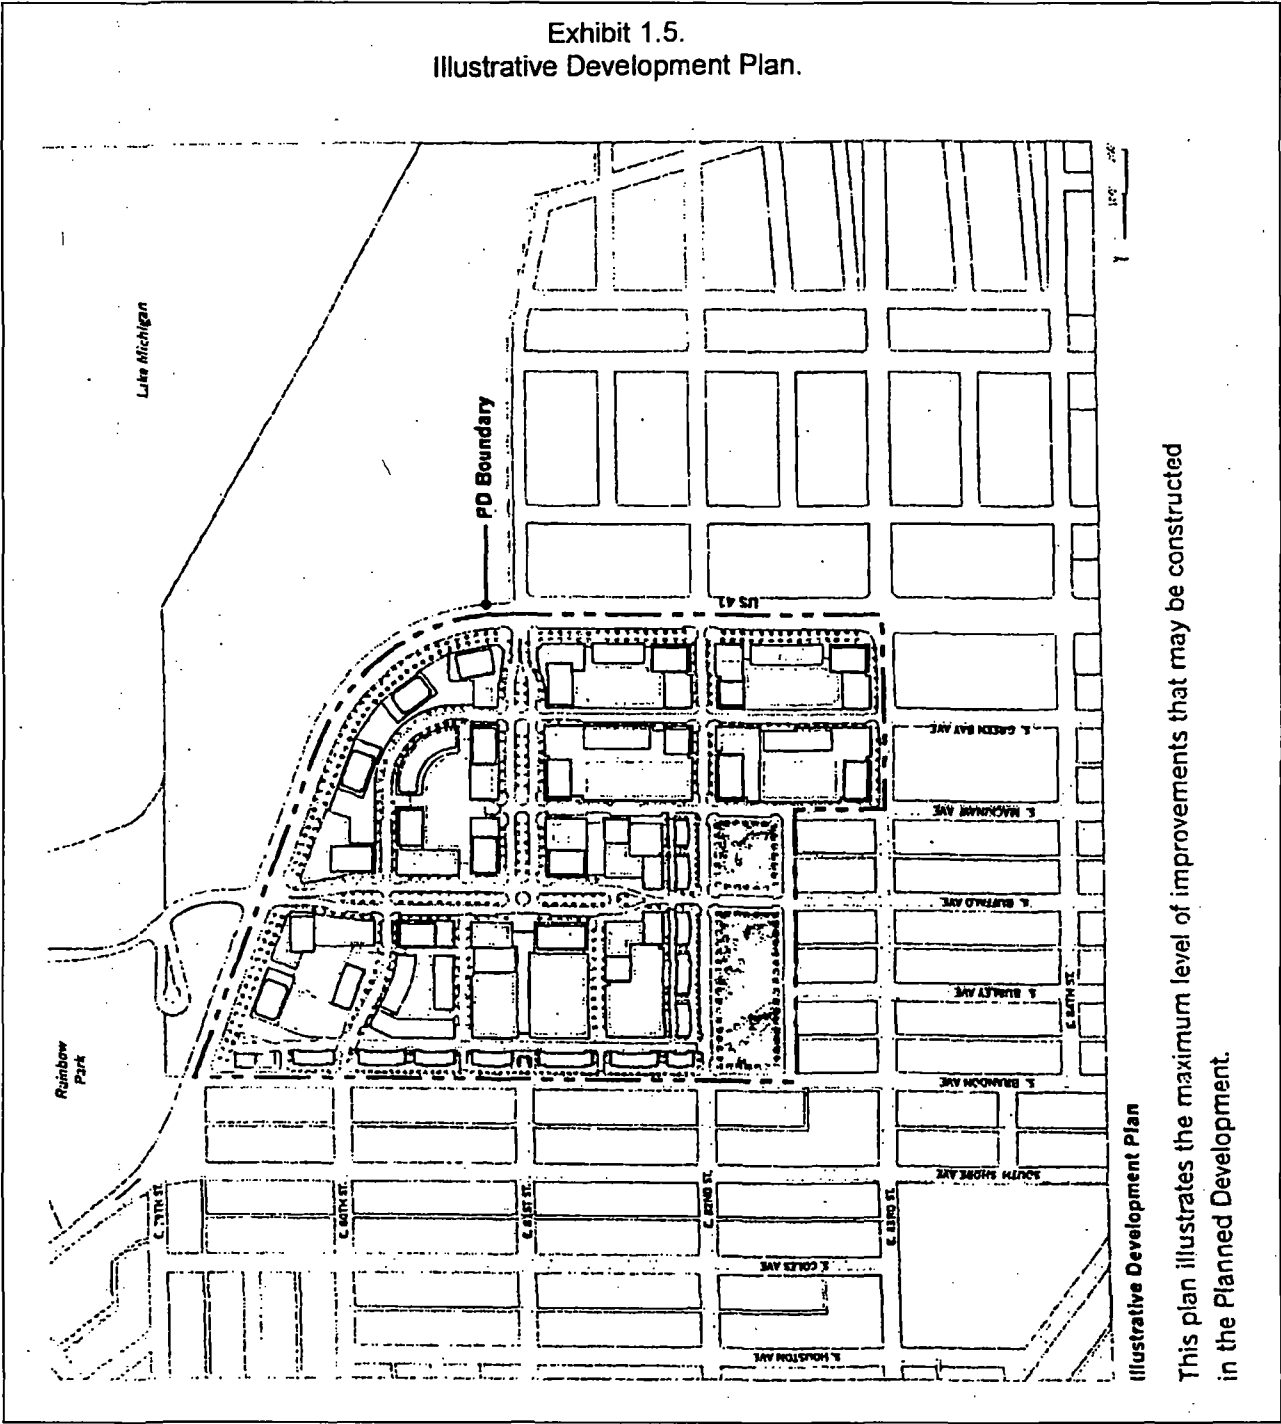 Exhibit 1.5.
Illustrative Development Plan.
Lake Michigan
PD Boundary
US 41
Rainbow
Park
S. GREEN BAY AVE
S. MACKINAW AVE
S. BUFFALO AVE
S. BURLEY AVE
E. 84TH ST.
S. BRANDON AVE
SOUTH SHORE AVE
E. 79TH ST.
E. 80TH ST.
E. 81ST ST.
E. 82ND ST.
E. 83RD ST.
S. COLES AVE
S. HOUSTON AVE
Illustrative Development Plan
This plan illustrates the maximum level of improvements that may be constructed
in the Planned Development.